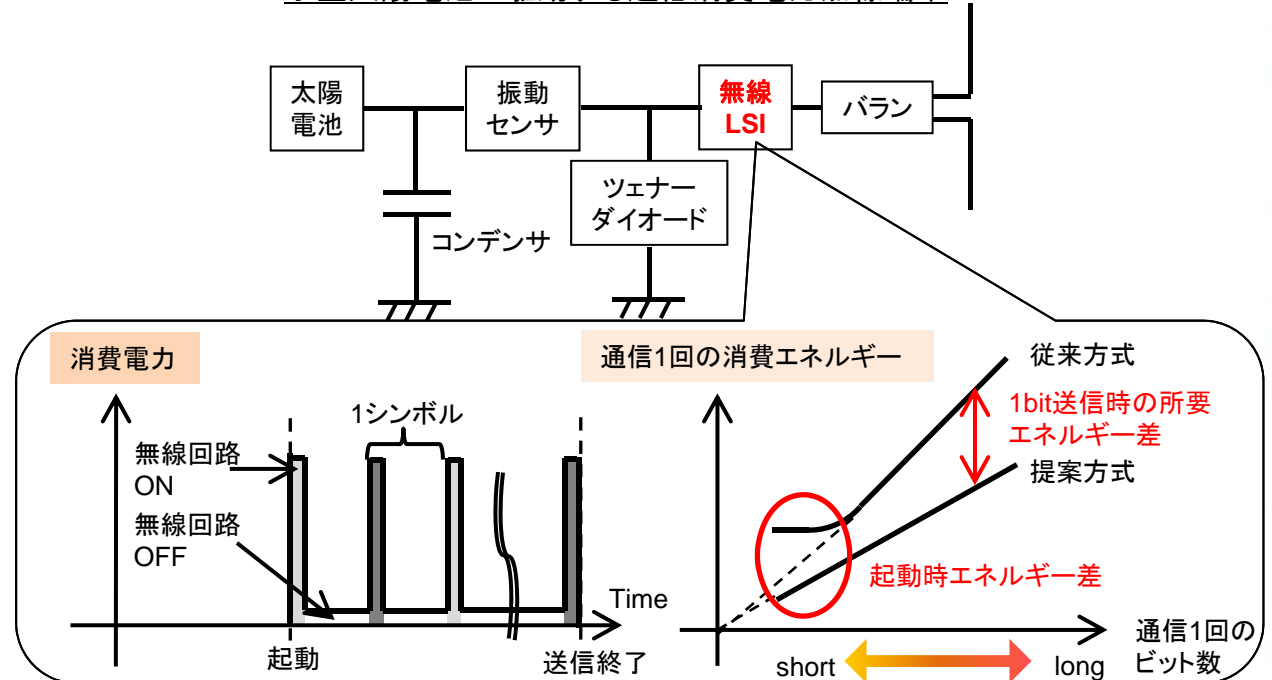 太陽
電池
振動
センサ
無線
LSI
バラン
ツェナー
ダイオード
コンデンサ
消費電力
無線回路
ON
無線回路
OFF
1シンボル
Time
起動
送信終了
通信1回の消費エネルギー
従来方式
1bit送信時の所要
エネルギー差
提案方式
起動時エネルギー差
short
long
通信1回の
ビット数